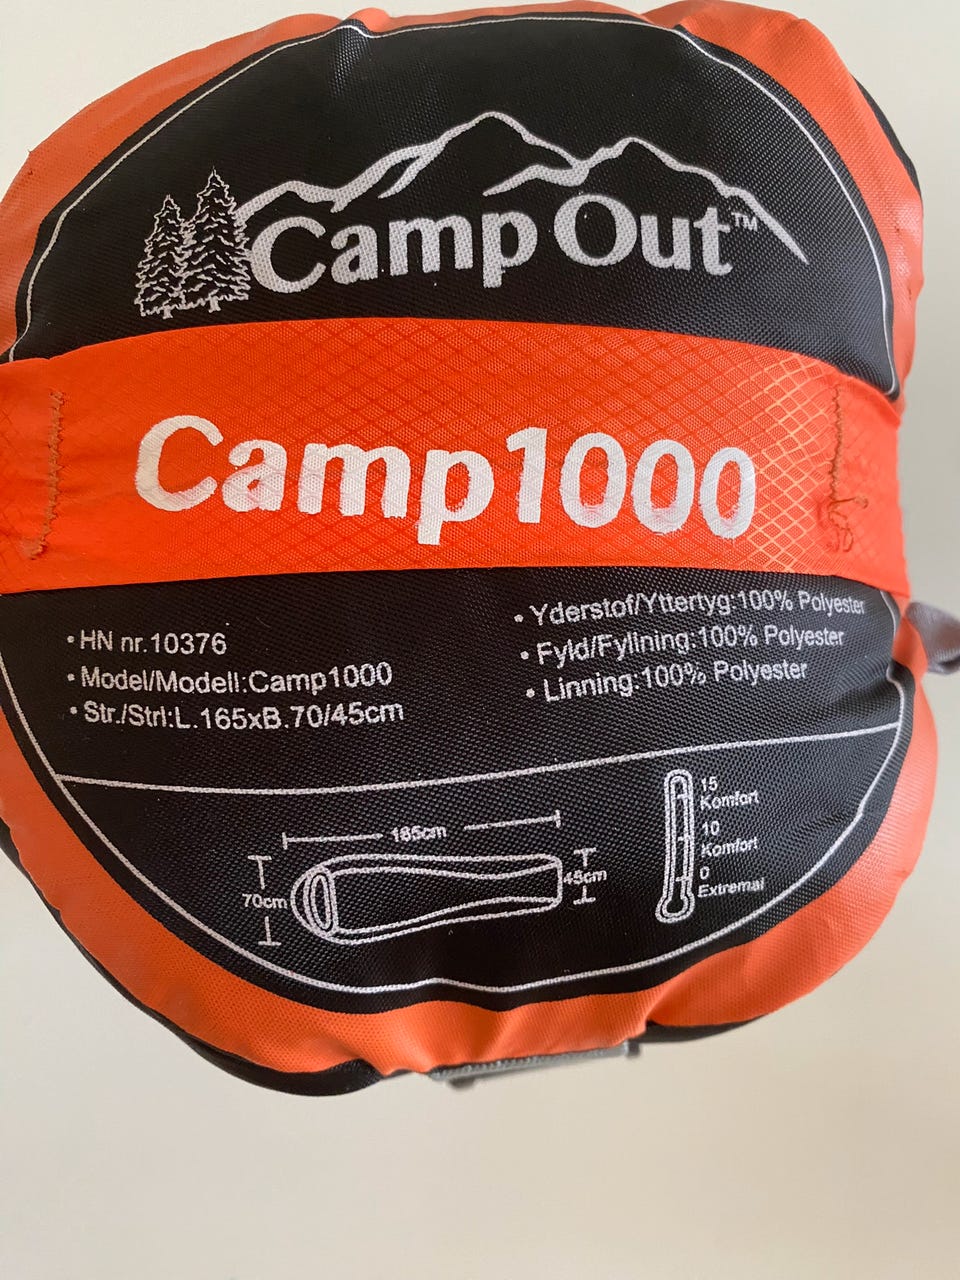 Camp Out™
Camp1000
• HN nr.10376
• Model/Modell:Camp1000
• Str./Strl:L.165xB.70/45cm
• Yderstof/Yttertyg:100% Polyester
• Fyld/Fyllning:100% Polyester
• Linning:100% Polyester
165cm
70cm
45cm
15
Komfort
10
Komfort
0
Extremal